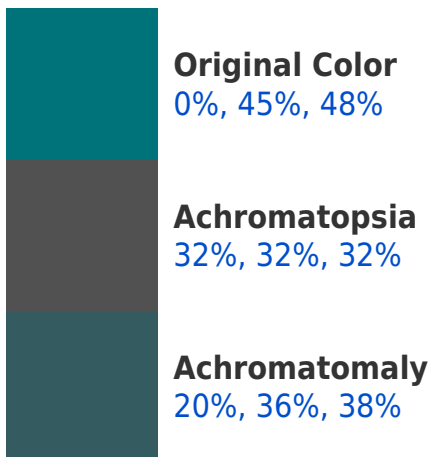 Original Color
0%, 45%, 48%
Achromatopsia
32%, 32%, 32%
Achromatomaly
20%, 36%, 38%